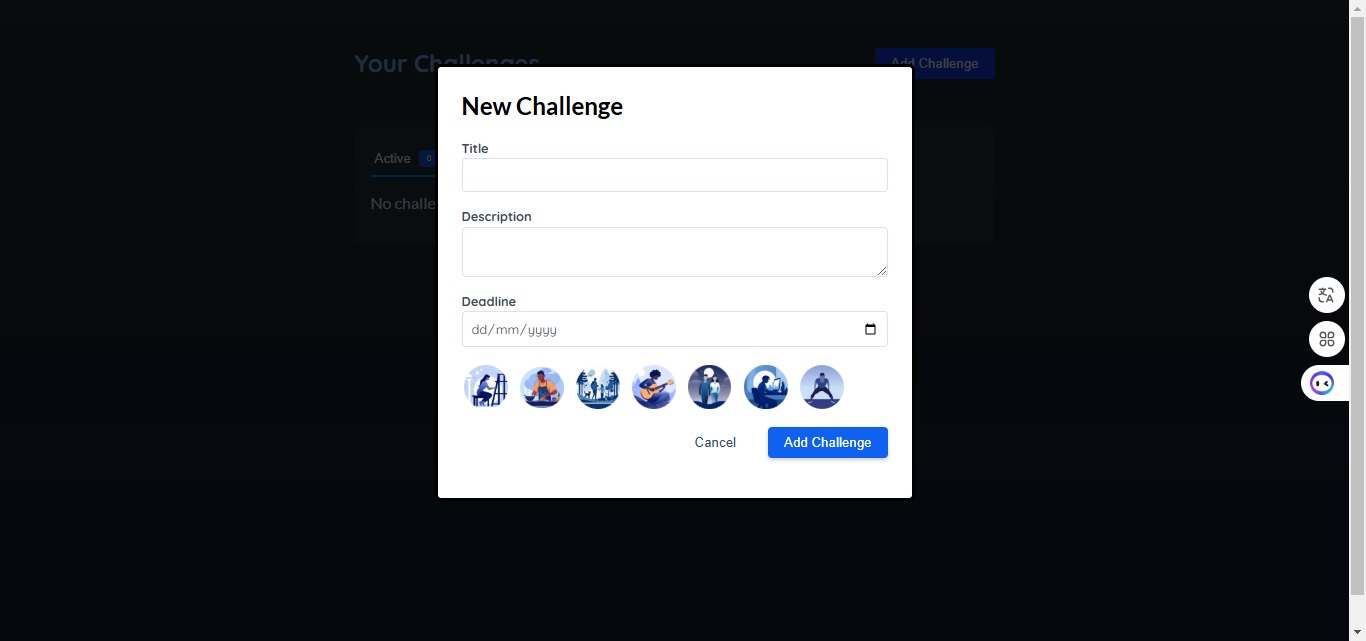 Your Challenges
Add Challenge
New Challenge
Title
Active 0
No challe
Description
Deadline
dd/mm/yyyy
Cancel
Add Challenge